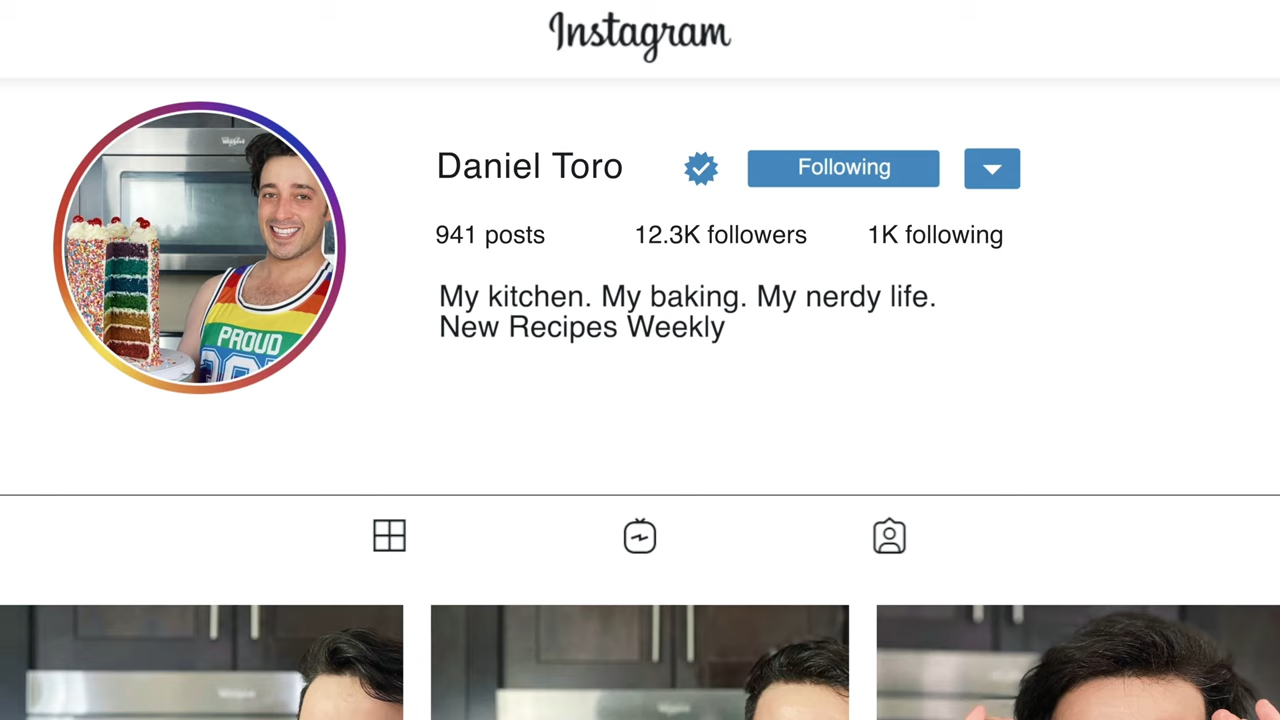 Instagram
Daniel Toro
Following
941 posts
12.3K followers
1K following
My kitchen. My baking. My nerdy life.
New Recipes Weekly
PROUD